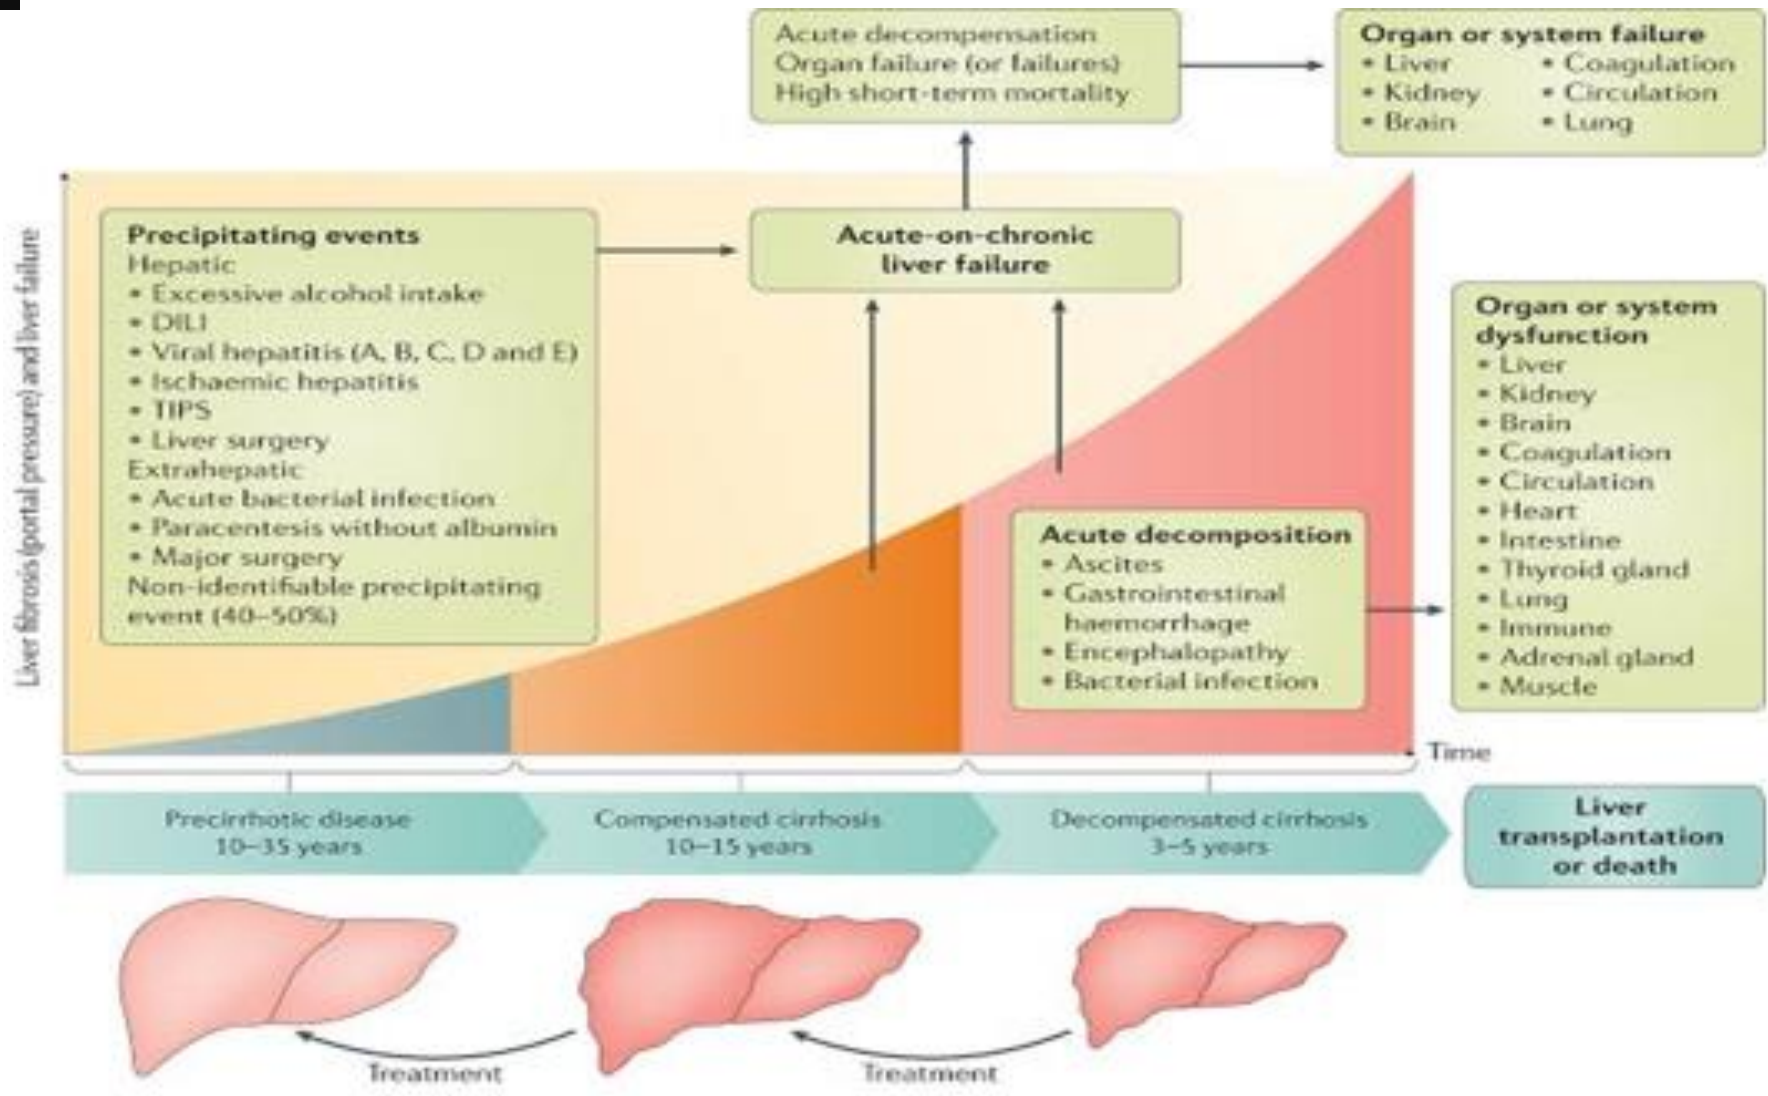 Acute decompensation
Organ failure (or failures)
High short-term mortality
Organ or system failure
• Liver
• Kidney
• Brain
• Coagulation
• Circulation
• Lung
Liver fibrosis (portal pressure) and liver failure
Precipitating events
Hepatic
• Excessive alcohol intake
• DILI
• Viral hepatitis (A, B, C, D and E)
• Ischaemic hepatitis
• TIPS
• Liver surgery
Extrahepatic
• Acute bacterial infection
• Paracentesis without albumin
• Major surgery
Non-identifiable precipitating
event (40–50%)
Acute-on-chronic
liver failure
Acute decomposition
• Ascites
• Gastrointestinal
haemorrhage
• Encephalopathy
• Bacterial infection
Organ or system
dysfunction
• Liver
• Kidney
• Brain
• Coagulation
• Circulation
• Heart
• Intestine
• Thyroid gland
• Lung
• Immune
• Adrenal gland
• Muscle
Time
Precirrhotic disease
10–35 years
Compensated cirrhosis
10–15 years
Decompensated cirrhosis
3–5 years
Liver
transplantation
or death
Treatment
Treatment